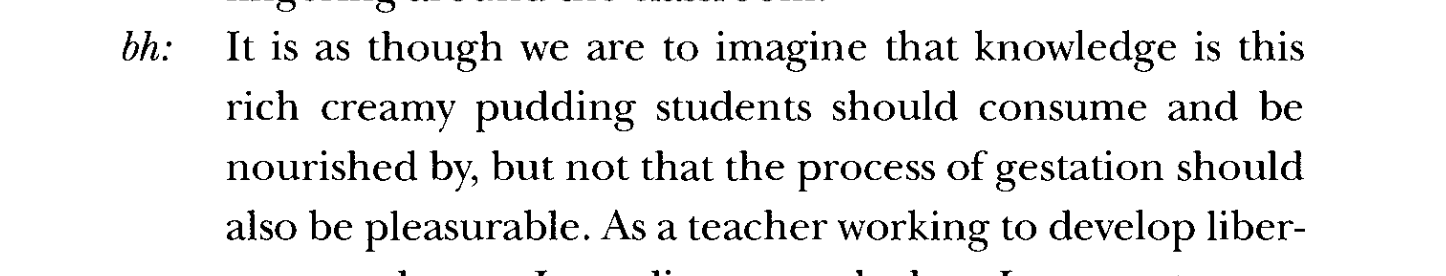 bh: It is as though we are to imagine that knowledge is this
rich creamy pudding students should consume and be
nourished by, but not that the process of gestation should
also be pleasurable. As a teacher working to develop liber-